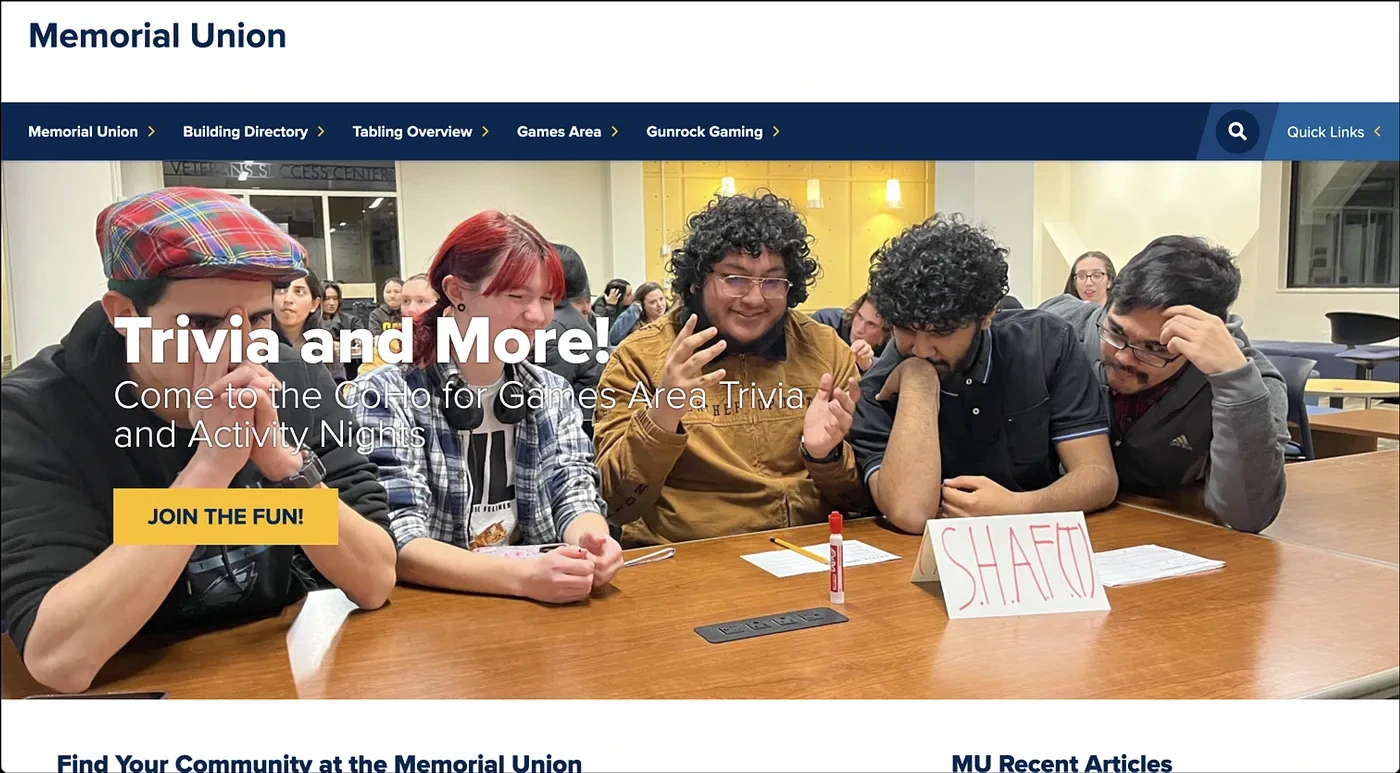 Memorial Union
Memorial Union
Building Directory
Tabling Overview
Games Area
Gunrock Gaming
Quick Links
VETERANS SUCCESS CENTER
Trivia and More!
Come to the CoHo for Games Area Trivia
and Activity Nights
JOIN THE FUN!
S.H.A.F.(T)
Find Your Community at the Memorial Union
MU Recent Articles